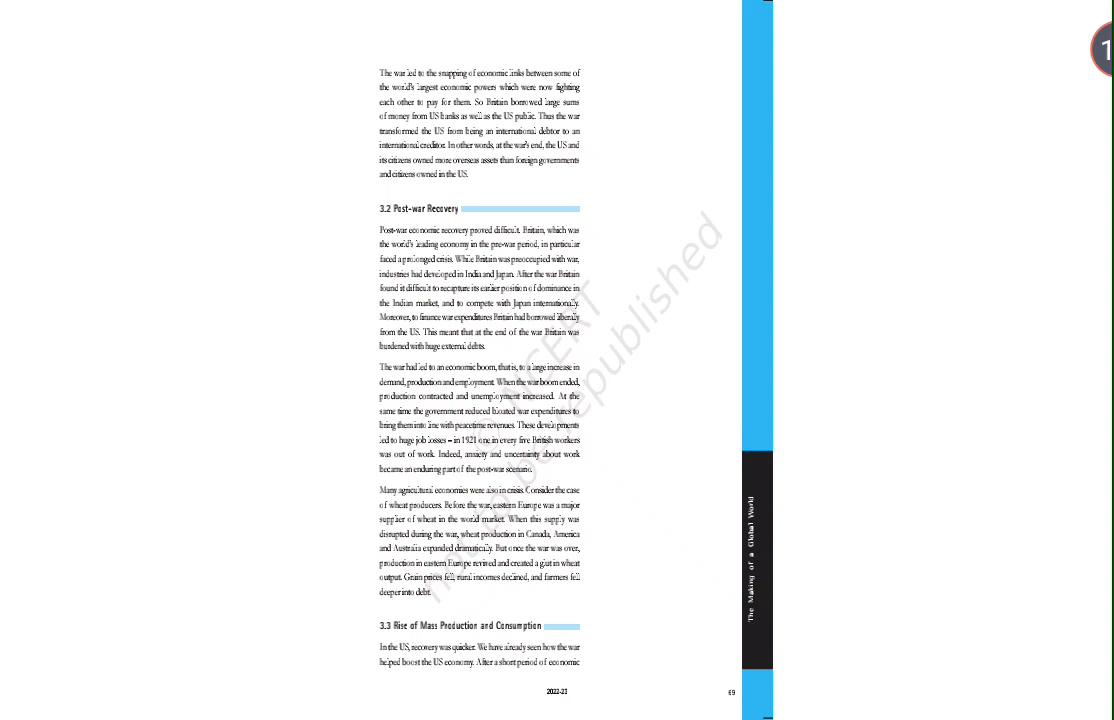 The war led to the snapping of economic links between some of
the world's largest economic powers which were now fighting
each other to pay for them. So Britain borrowed large sums
of money from US banks as well as the US public. Thus the war
transformed the US from being an international debtor to an
international creditor. In other words, at the war's end, the US and
its citizens owned more overseas assets than foreign governments
and citizens owned in the US.
3.2 Post-war Recovery
Post-war economic recovery proved difficult. Britain, which was
the world's leading economy in the pre-war period, in particular
faced a prolonged crisis. While Britain was preoccupied with war,
industries had developed in India and Japan. After the war Britain
found it difficult to recapture its earlier position of dominance in
the Indian market, and to compete with Japan internationally.
Moreover, to finance war expenditures Britain had borrowed liberally
from the US. This meant that at the end of the war Britain was
burdened with huge external debts.
The war had led to an economic boom, that is, to a large increase in
demand, production and employment. When the war boom ended,
production contracted and unemployment increased. At the
same time the government reduced bloated war expenditures to
bring them into line with peacetime revenues. These developments
led to huge job losses – in 1921 one in every five British workers
was out of work. Indeed, anxiety and uncertainty about work
became an enduring part of the post-war scenario.
Many agricultural economies were also in crisis. Consider the case
of wheat producers. Before the war, eastern Europe was a major
supplier of wheat in the world market. When this supply was
disrupted during the war, wheat production in Canada, America
and Australia expanded dramatically. But once the war was over,
production in eastern Europe revived and created a glut in wheat
output. Grain prices fell, rural incomes declined, and farmers fell
deeper into debt.
3.3 Rise of Mass Production and Consumption
In the US, recovery was quicker. We have already seen how the war
helped boost the US economy. After a short period of economic
© NCERT
not to be republished
The Making of a Global World
2022-23
69
1